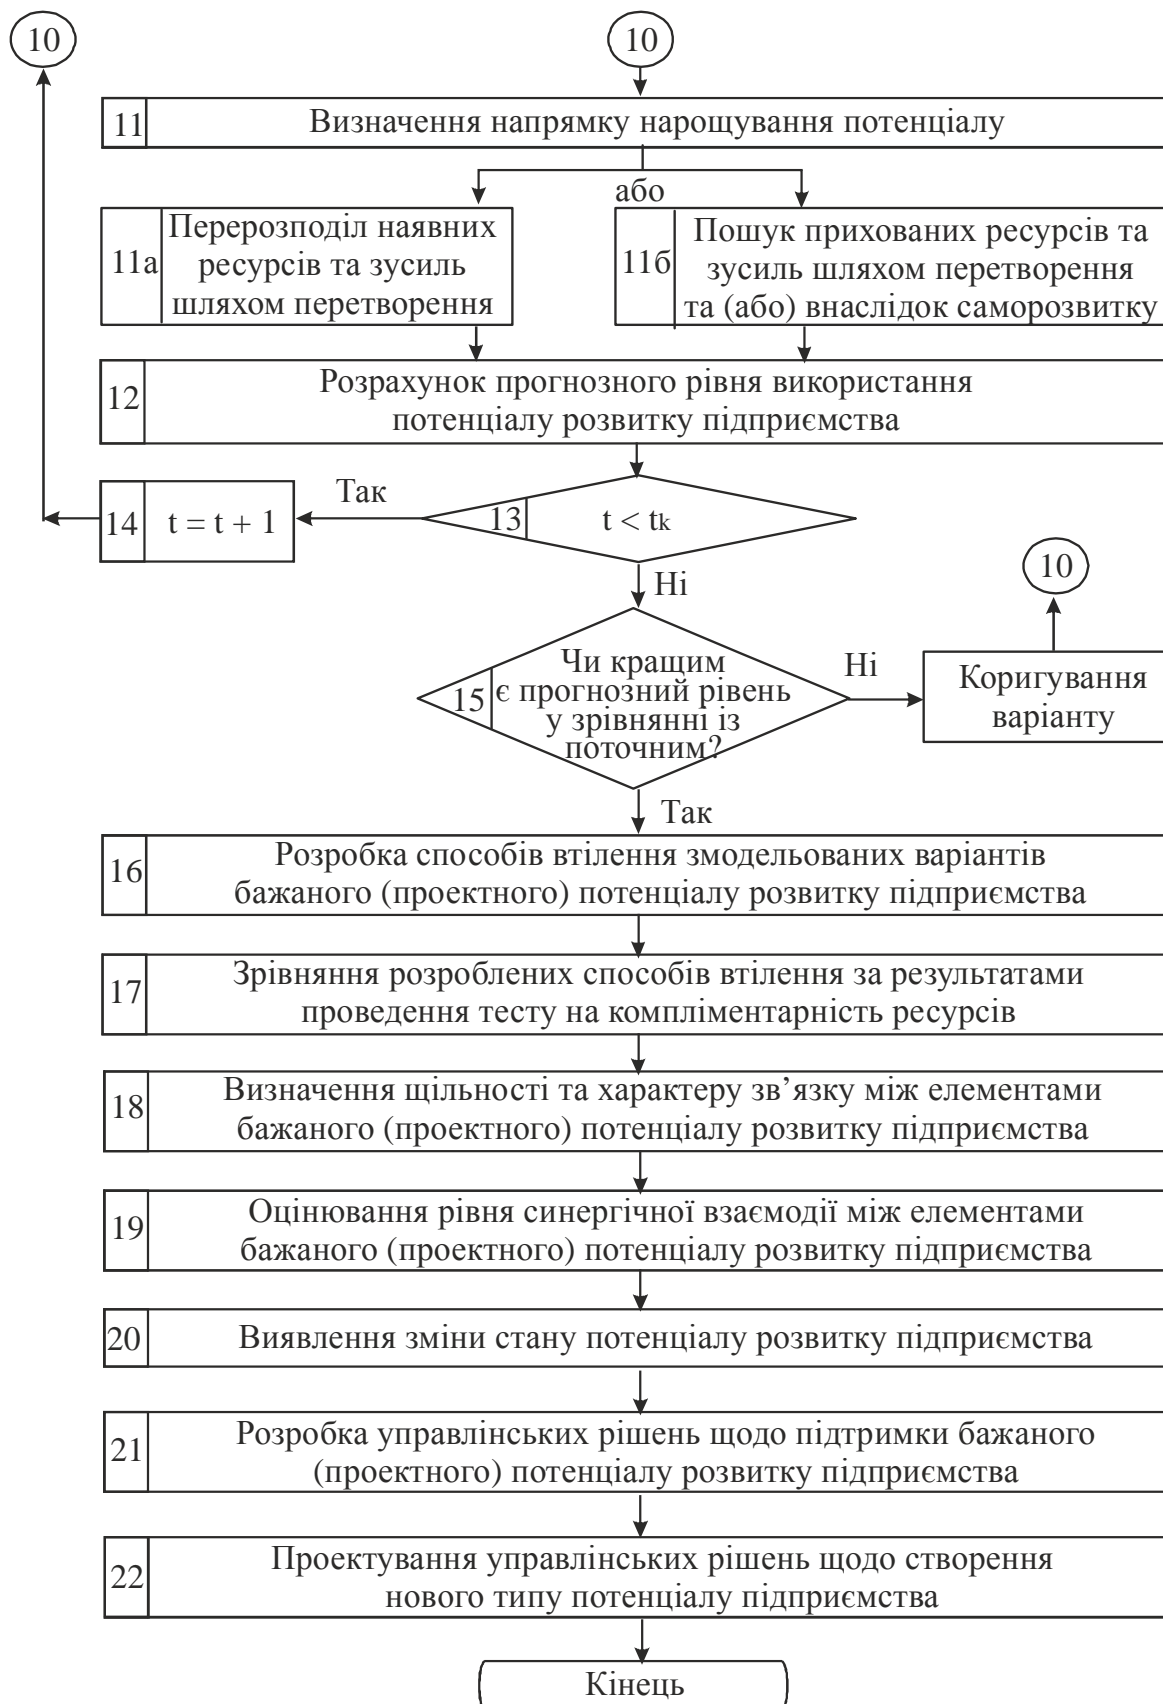 10
10
11
Визначення напрямку нарощування потенціалу
або
11а
Перерозподіл наявних
ресурсів та зусиль
шляхом перетворення
11б
Пошук прихованих ресурсів та
зусиль шляхом перетворення
та (або) внаслідок саморозвитку
12
Розрахунок прогнозного рівня використання
потенціалу розвитку підприємства
14
t = t + 1
Так
13
t < tk
Ні
10
15
Чи кращим
є прогнозний рівень
у зрівнянні із
поточним?
Ні
Коригування
варіанту
Так
16
Розробка способів втілення змодельованих варіантів
бажаного (проектного) потенціалу розвитку підприємства
17
Зрівняння розроблених способів втілення за результатами
проведення тесту на компліментарність ресурсів
18
Визначення щільності та характеру зв’язку між елементами
бажаного (проектного) потенціалу розвитку підприємства
19
Оцінювання рівня синергічної взаємодії між елементами
бажаного (проектного) потенціалу розвитку підприємства
20
Виявлення зміни стану потенціалу розвитку підприємства
21
Розробка управлінських рішень щодо підтримки бажаного
(проектного) потенціалу розвитку підприємства
22
Проектування управлінських рішень щодо створення
нового типу потенціалу підприємства
Кінець